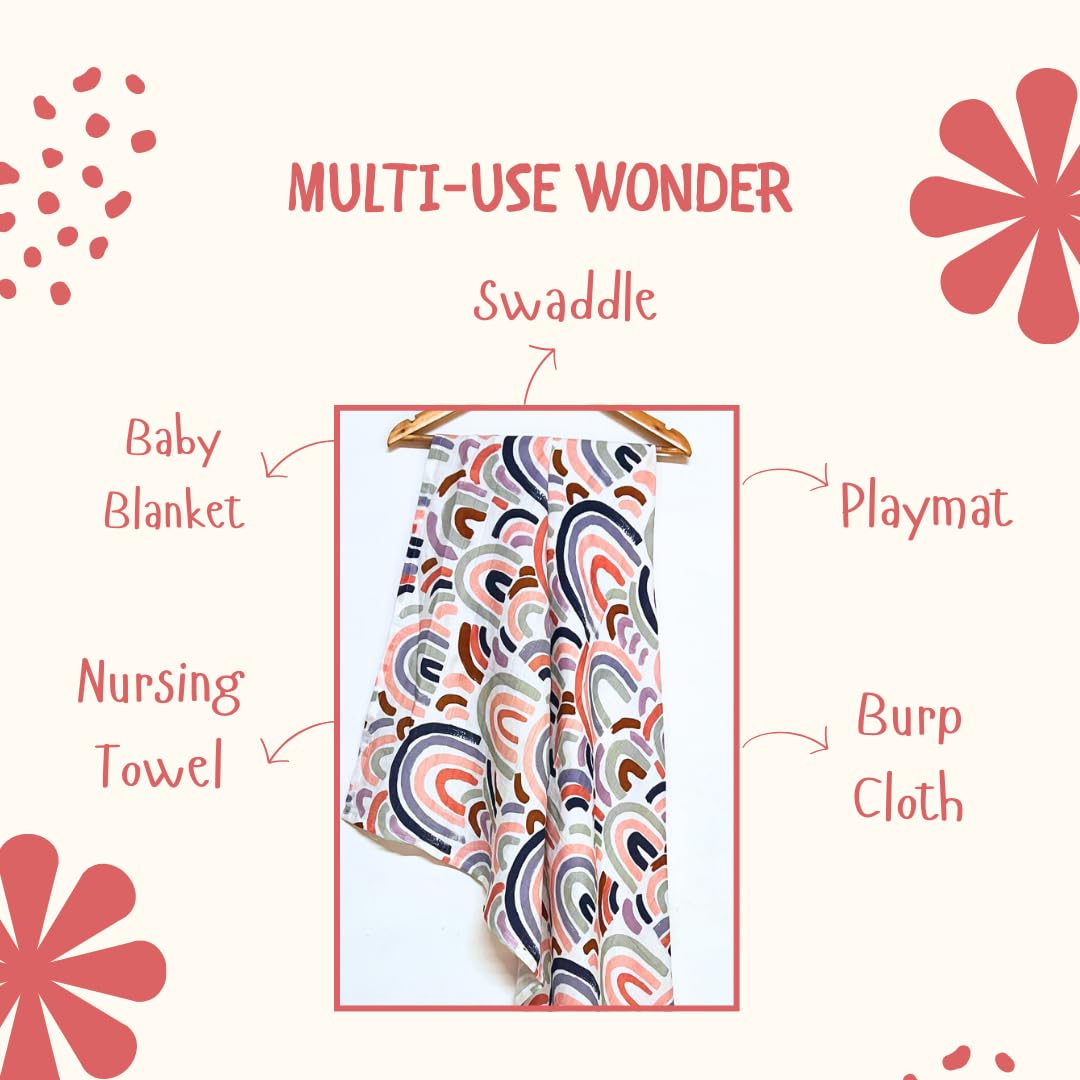 MULTI-USE WONDER
Swaddle
Baby
Blanket
Playmat
Nursing
Towel
Burp
Cloth